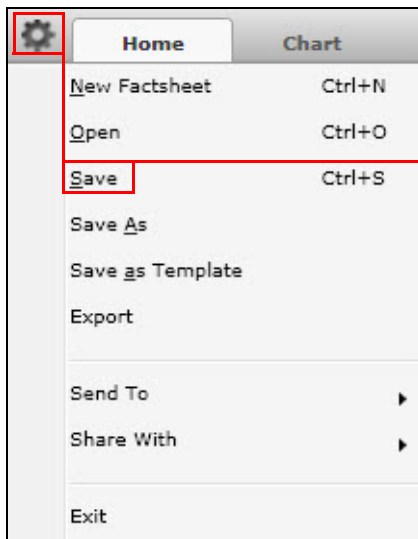 Home Chart
New Factsheet Ctrl+N
Open Ctrl+O
Save Ctrl+S
Save As
Save as Template
Export
Send To
Share With
Exit